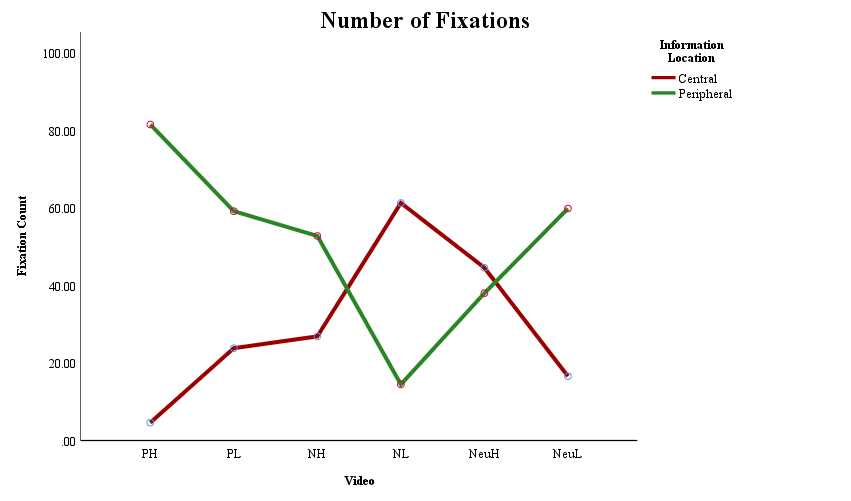 Number of Fixations
Information
Location
Central
Peripheral
Fixation Count
100.00
80.00
60.00
40.00
20.00
.00
PH PL NH NL NeuH NeuL
Video